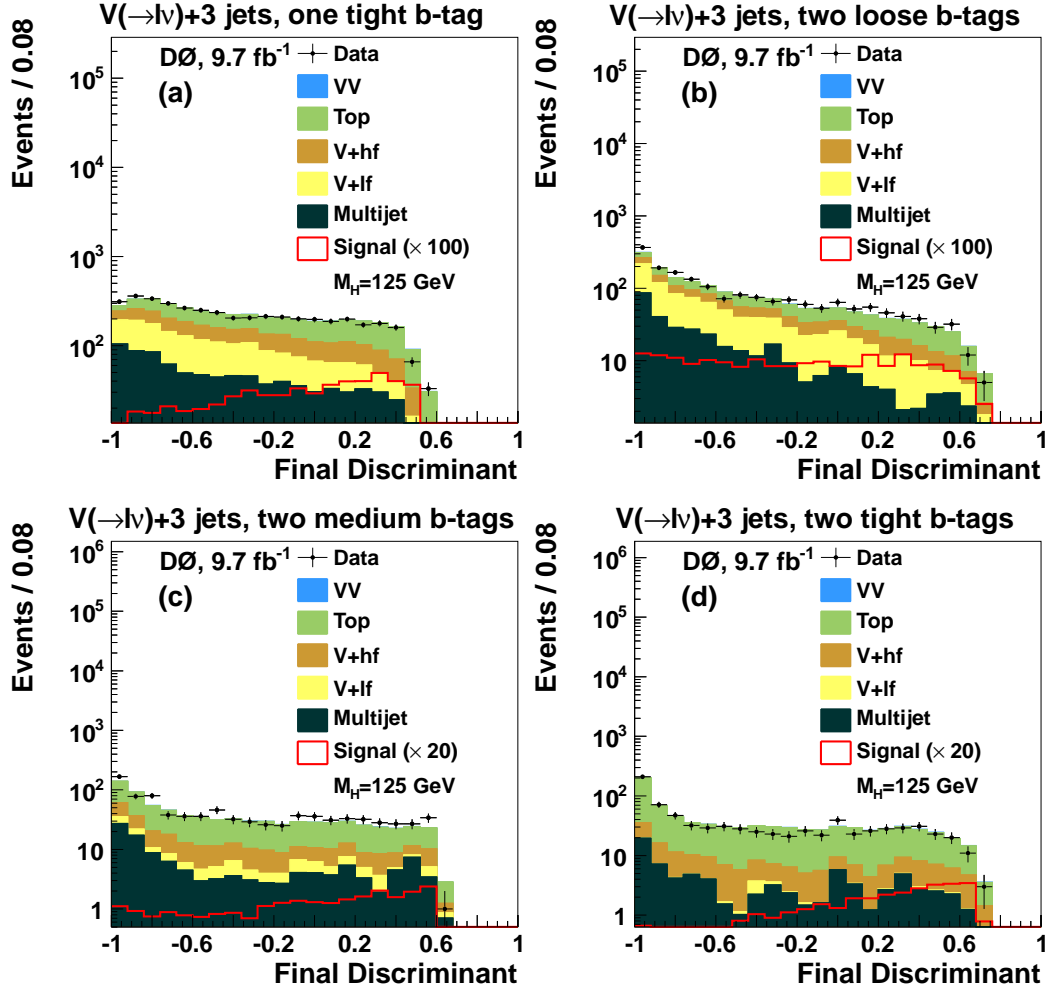 V(→lν)+3 jets, one tight b-tag
Events / 0.08
DØ, 9.7 fb⁻¹
(a)
Data
VV
Top
V+hf
V+lf
Multijet
Signal (× 100)
M_H=125 GeV
10⁵
10⁴
10³
10²
-1 -0.6 -0.2 0.2 0.6 1
Final Discriminant
V(→lν)+3 jets, two loose b-tags
Events / 0.08
DØ, 9.7 fb⁻¹
(b)
Data
VV
Top
V+hf
V+lf
Multijet
Signal (× 100)
M_H=125 GeV
10⁵
10⁴
10³
10²
10
-1 -0.6 -0.2 0.2 0.6 1
Final Discriminant
V(→lν)+3 jets, two medium b-tags
Events / 0.08
DØ, 9.7 fb⁻¹
(c)
Data
VV
Top
V+hf
V+lf
Multijet
Signal (× 20)
M_H=125 GeV
10⁶
10⁵
10⁴
10³
10²
10
1
-1 -0.6 -0.2 0.2 0.6 1
Final Discriminant
V(→lν)+3 jets, two tight b-tags
Events / 0.08
DØ, 9.7 fb⁻¹
(d)
Data
VV
Top
V+hf
V+lf
Multijet
Signal (× 20)
M_H=125 GeV
10⁶
10⁵
10⁴
10³
10²
10
1
-1 -0.6 -0.2 0.2 0.6 1
Final Discriminant